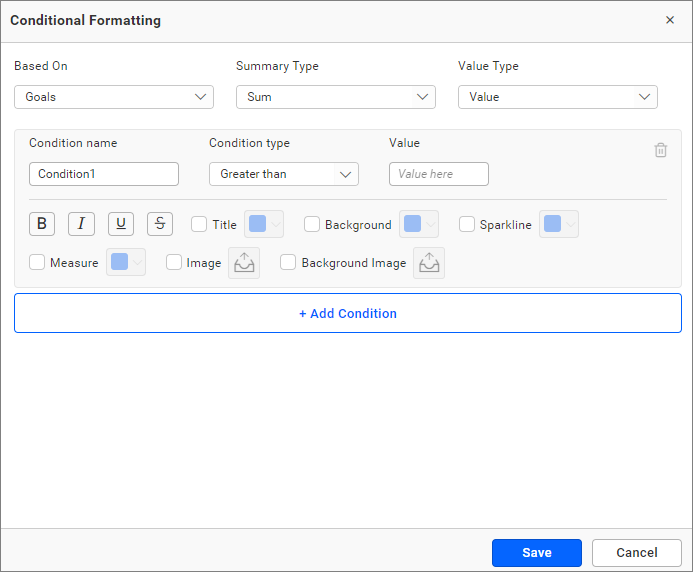 Conditional Formatting ×
Based On Summary Type Value Type
Goals Sum Value
Condition name Condition type Value
Condition1 Greater than Value here
B I U S Title Background Sparkline
Measure Image Background Image
+ Add Condition
Save Cancel